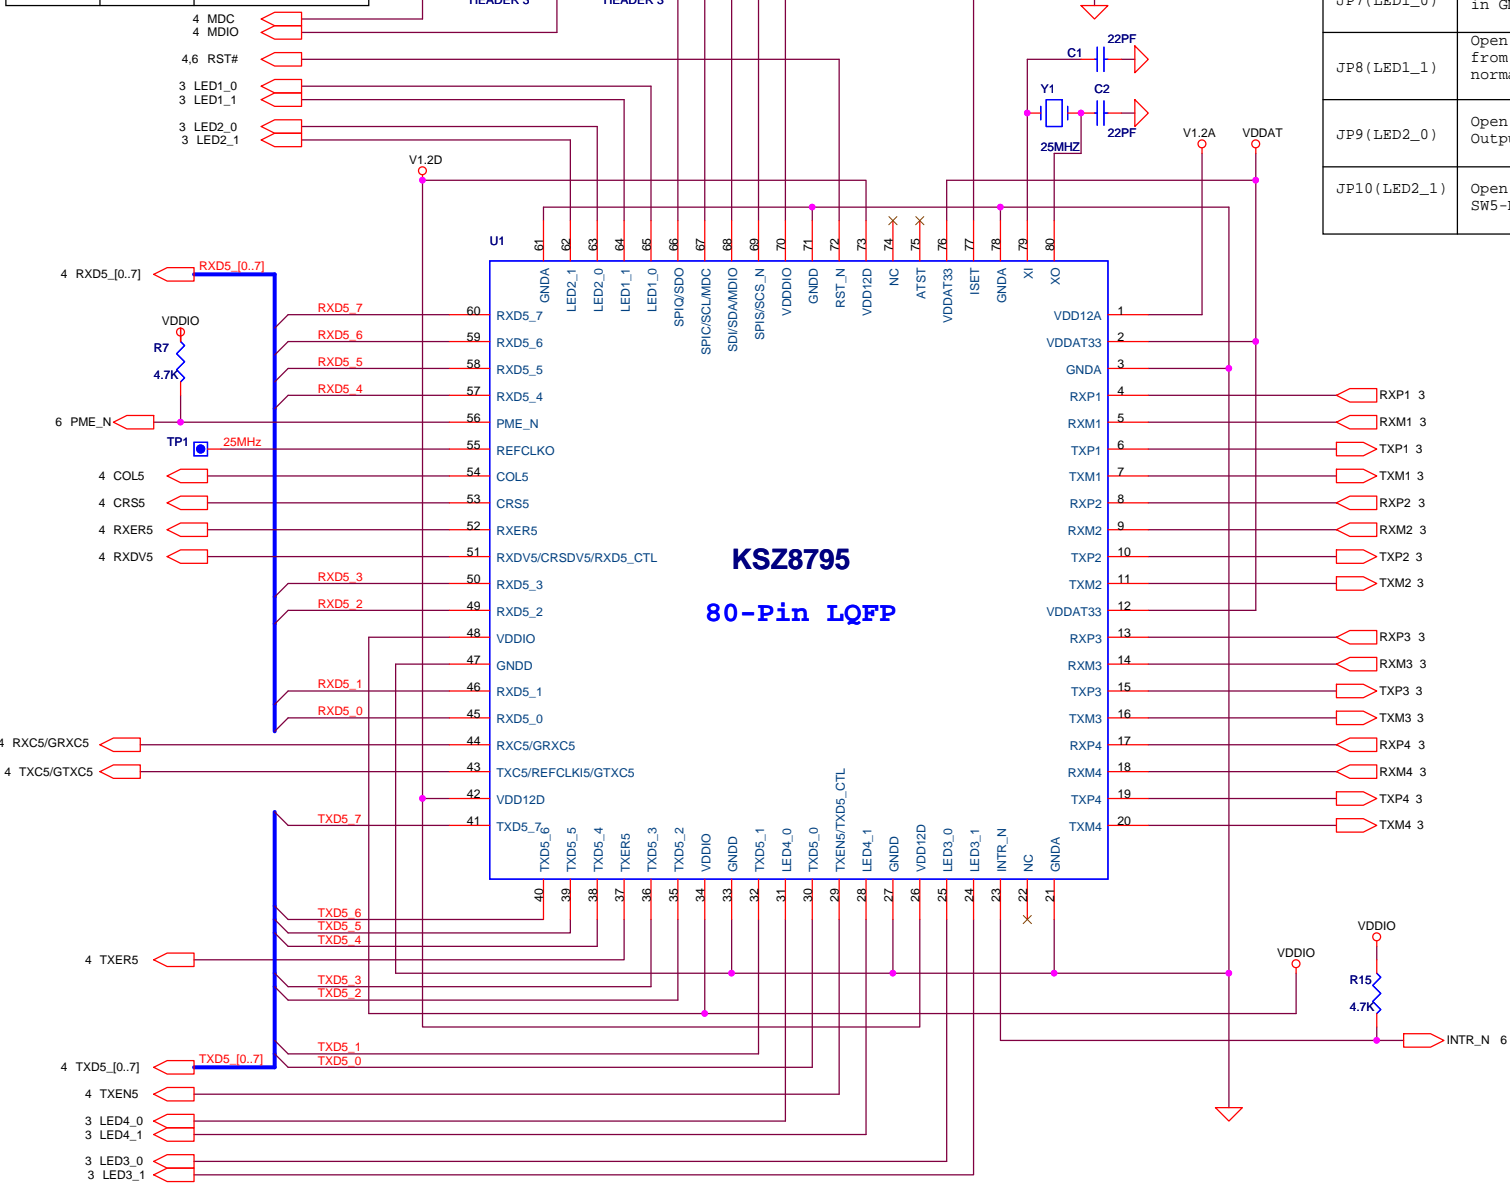 HEADER 3
HEADER 3
4 MDC
4 MDIO
4,6 RST#
3 LED1_0
3 LED1_1
3 LED2_0
3 LED2_1
V1.2D
C1
22PF
Y1
C2
22PF
25MHZ
V1.2A
VDDAT
JP7(LED1_0)
in G
JP8(LED1_1)
Open
from
norma
JP9(LED2_0)
Open
Outpu
JP10(LED2_1)
Open
SW5-
U1
61
62
63
64
65
66
67
68
69
70
71
72
73
74
75
76
77
78
79
80
GNDA
LED2_1
LED2_0
LED1_1
LED1_0
SPIQ/SDO
SPIC/SCL/MDC
SDI/SDA/MDIO
SPIS/SCS_N
VDDDIO
GNDD
RST_N
VDD12D
NC
ATST
VDDAT33
ISET
GNDA
XI
XO
4 RXD5_[0..7]
RXD5_[0..7]
RXD5_7
60 RXD5_7
RXD5_6
59 RXD5_6
RXD5_5
58 RXD5_5
RXD5_4
57 RXD5_4
VDDIO
R7
4.7K
6 PME_N
56 PME_N
TP1
25MHz
55 REFCLKO
4 COL5
54 COL5
4 CRS5
53 CRS5
4 RXER5
52 RXER5
4 RXDV5
51 RXDV5/CRSDV5/RXD5_CTL
RXD5_3
50 RXD5_3
RXD5_2
49 RXD5_2
48 VDDIO
47 GNDD
RXD5_1
46 RXD5_1
RXD5_0
45 RXD5_0
4 RXC5/GRXC5
44 RXC5/GRXC5
4 TXC5/GTXC5
43 TXC5/REFCLKI5/GTXC5
42 VDD12D
TXD5_7
41 TXD5_7
KSZ8795
80-Pin LQFP
VDD12A 1
VDDAT33 2
GNDA 3
RXP1 4 RXP1 3
RXM1 5 RXM1 3
TXP1 6 TXP1 3
TXM1 7 TXM1 3
RXP2 8 RXP2 3
RXM2 9 RXM2 3
TXP2 10 TXP2 3
TXM2 11 TXM2 3
VDDAT33 12
RXP3 13 RXP3 3
RXM3 14 RXM3 3
TXP3 15 TXP3 3
TXM3 16 TXM3 3
RXP4 17 RXP4 3
RXM4 18 RXM4 3
TXP4 19 TXP4 3
TXM4 20 TXM4 3
TXD5_6
TXD5_5
TXD5_4
TXER5
TXD5_3
TXD5_2
VDDIO
GNDD
TXD5_1
LED4_0
TXD5_0
TXEN5/TXD5_CTL
LED4_1
GNDD
VDD12D
LED3_0
LED3_1
INTR_N
NC
GNDA
40
39
38
37
36
35
34
33
32
31
30
29
28
27
26
25
24
23
22
21
TXD5_6
TXD5_5
TXD5_4
4 TXER5
TXD5_3
TXD5_2
TXD5_1
TXD5_0
4 TXD5_[0..7]
TXD5_[0..7]
4 TXEN5
3 LED4_0
3 LED4_1
3 LED3_0
3 LED3_1
VDDIO
VDDIO
R15
4.7K
INTR_N 6